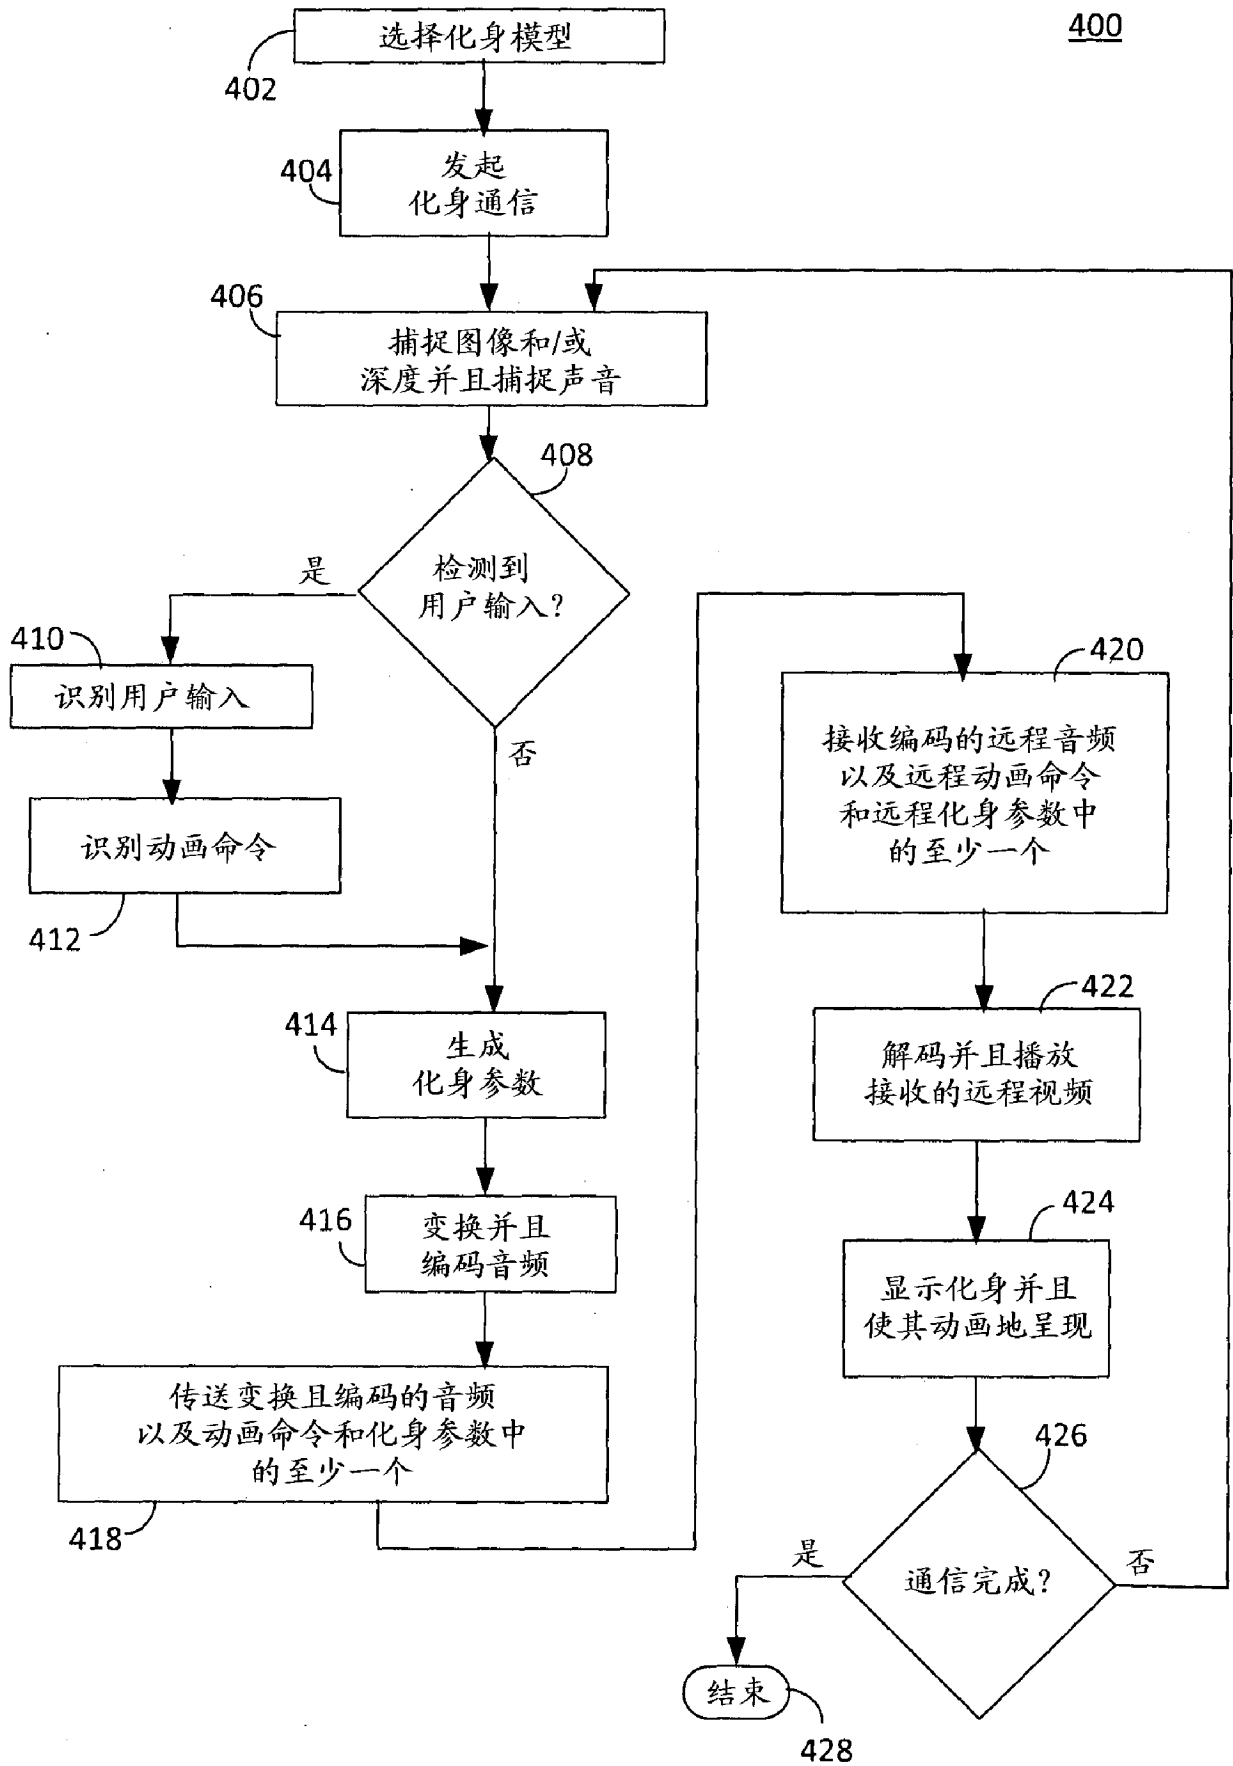 400
选择化身模型
402
发起
化身通信
404
406
捕捉图像和/或
深度并且捕捉声音
408
检测到
用户输入?
是
否
410
识别用户输入
识别动画命令
412
414
生成
化身参数
416
变换并且
编码音频
传送变换且编码的音频
以及动画命令和化身参数中
的至少一个
418
420
接收编码的远程音频
以及远程动画命令
和远程化身参数中
的至少一个
422
解码并且播放
接收的远程视频
424
显示化身并且
使其动画地呈现
426
通信完成?
是
否
结束
428